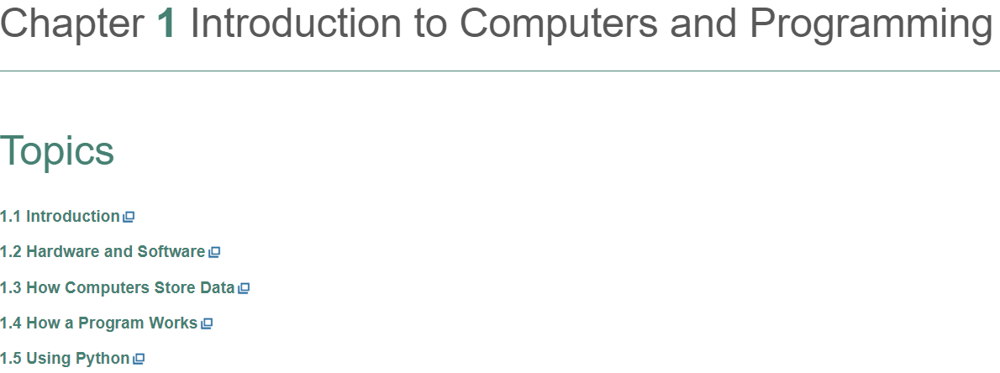 Chapter 1 Introduction to Computers and Programming
Topics
1.1 Introduction
1.2 Hardware and Software
1.3 How Computers Store Data
1.4 How a Program Works
1.5 Using Python